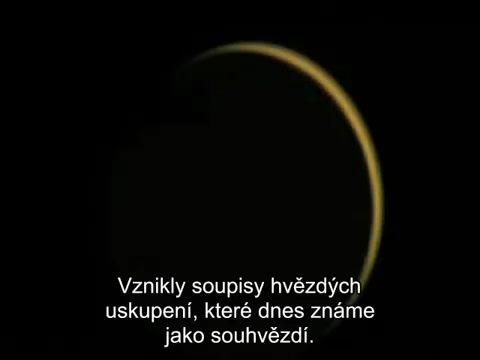 Vznikly soupisy hvězdých
uskupení, které dnes známe
jako souhvězdí.